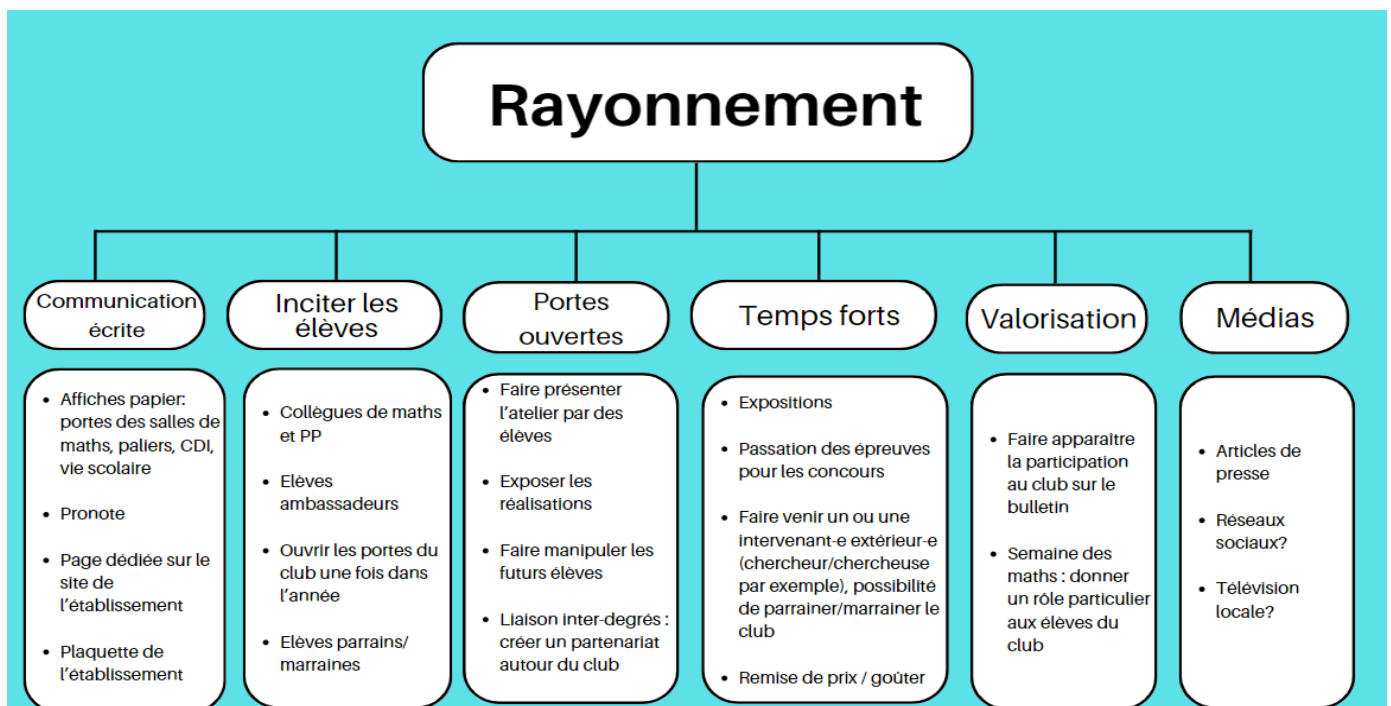 Rayonnement
Communication
écrite
Inciter les
élèves
Portes
ouvertes
Temps forts
Valorisation
Médias
• Affiches papier:
portes des salles de
maths, paliers, CDI,
vie scolaire
• Pronote
• Page dédiée sur le
site de
l'établissement
• Plaquette de
l'établissement
• Collègues de maths
et PP
• Elèves
ambassadeurs
• Ouvrir les portes du
club une fois dans
l'année
• Elèves parrains/
marraines
• Faire présenter
l'atelier par des
élèves
• Exposer les
réalisations
• Faire manipuler les
futurs élèves
• Liaison inter-degrés :
créer un partenariat
autour du club
• Expositions
• Passation des épreuves
pour les concours
• Faire venir un ou une
intervenant-e extérieur-e
(chercheur/chercheuse
par exemple), possibilité
de parrainer/marrainer le
club
• Remise de prix / goûter
• Faire apparaître
la participation
au club sur le
bulletin
• Semaine des
maths : donner
un rôle particulier
aux élèves du
club
• Articles de
presse
• Réseaux
sociaux?
• Télévision
locale?